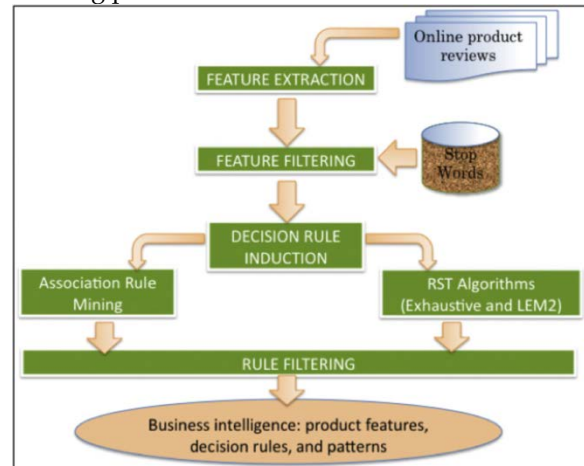 Online product
reviews
FEATURE EXTRACTION
FEATURE FILTERING
Stop
Words
DECISION RULE
INDUCTION
Association Rule
Mining
RST Algorithms
(Exhaustive and LEM2)
RULE FILTERING
Business intelligence: product features,
decision rules, and patterns